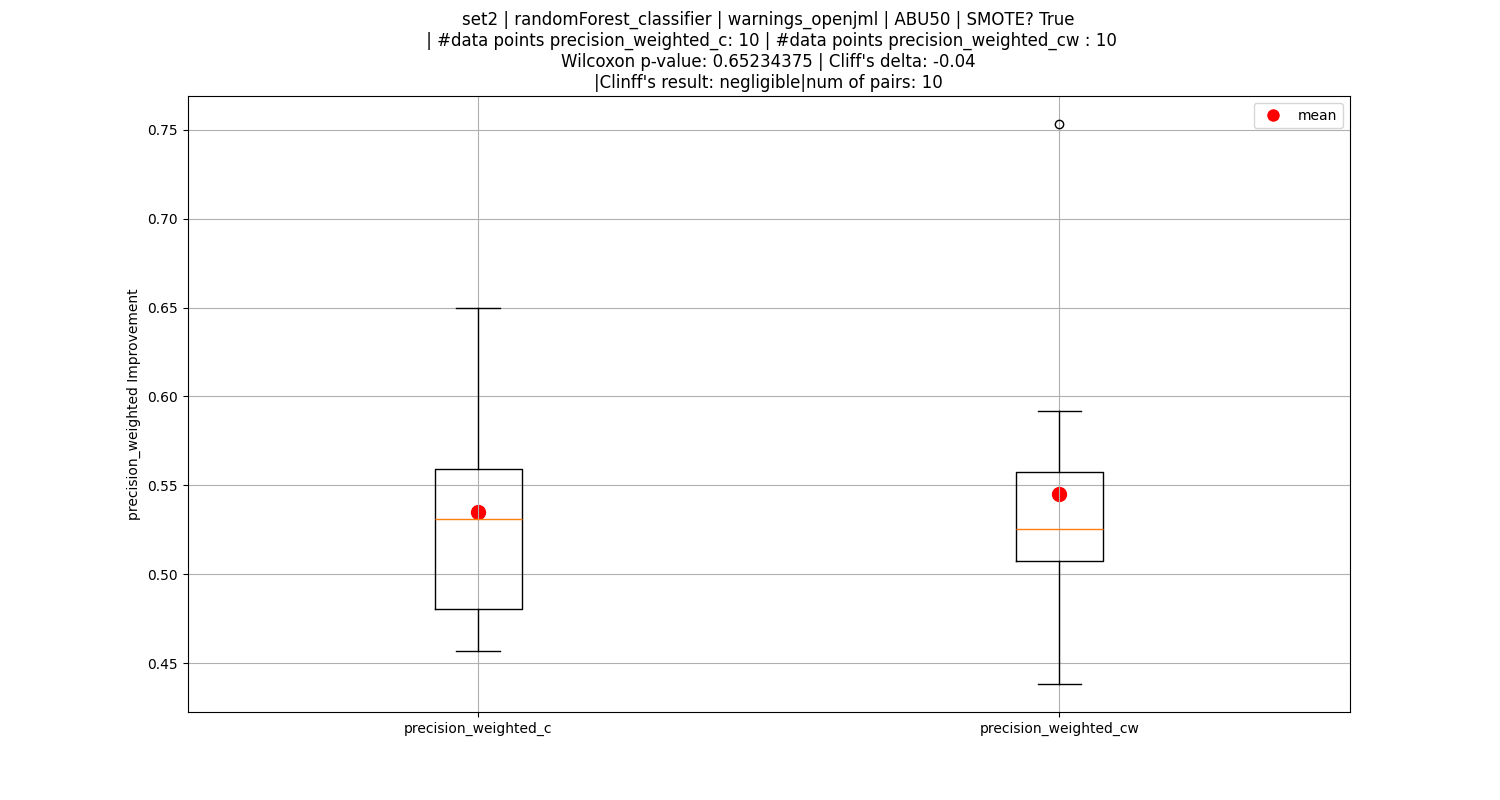 set2 | randomForest_classifier | warnings_openjml | ABU50 | SMOTE? True
| #data points precision_weighted_c: 10 | #data points precision_weighted_cw : 10
Wilcoxon p-value: 0.65234375 | Cliff's delta: -0.04
|Clinff's result: negligible|num of pairs: 10
mean
precision_weighted Improvement
0.75
0.70
0.65
0.60
0.55
0.50
0.45
precision_weighted_c
precision_weighted_cw